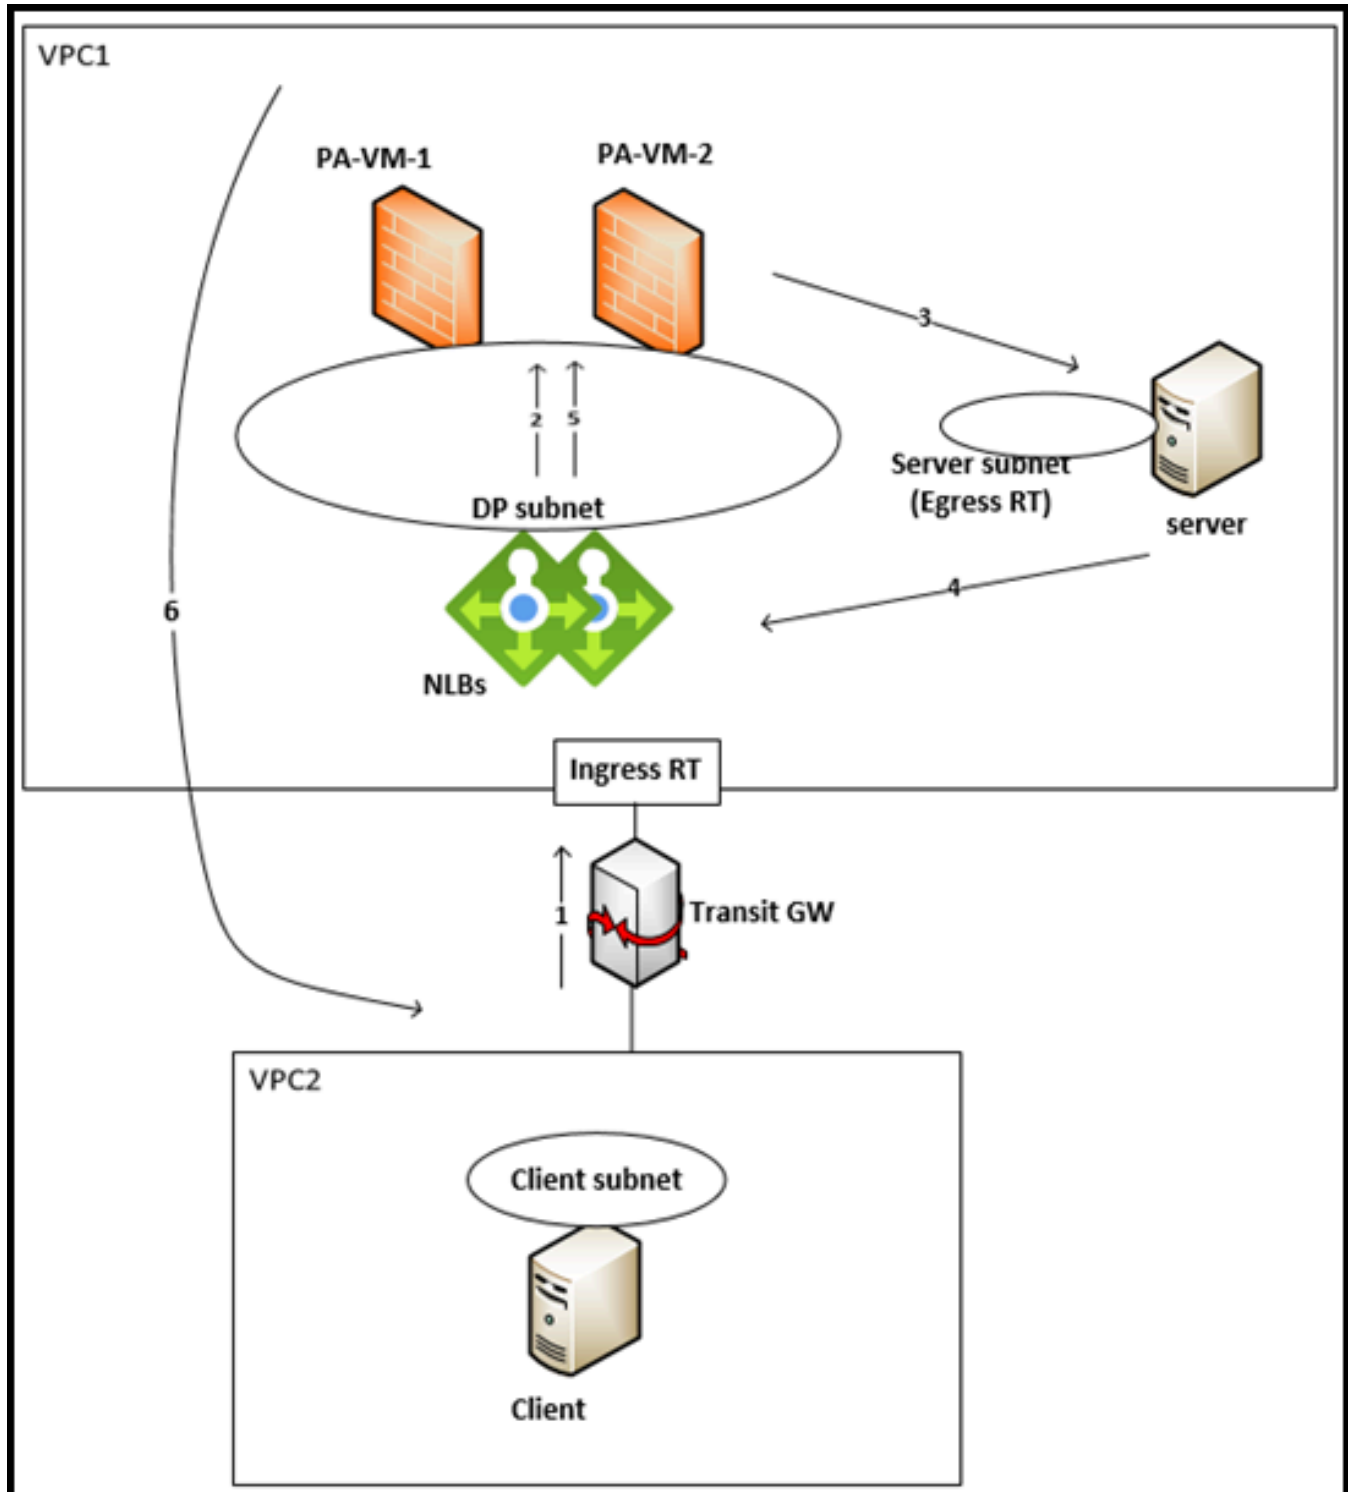 VPC1
PA-VM-1
PA-VM-2
3
2
5
Server subnet
(Egress RT)
DP subnet
server
4
6
NLBs
Ingress RT
1
Transit GW
VPC2
Client subnet
Client